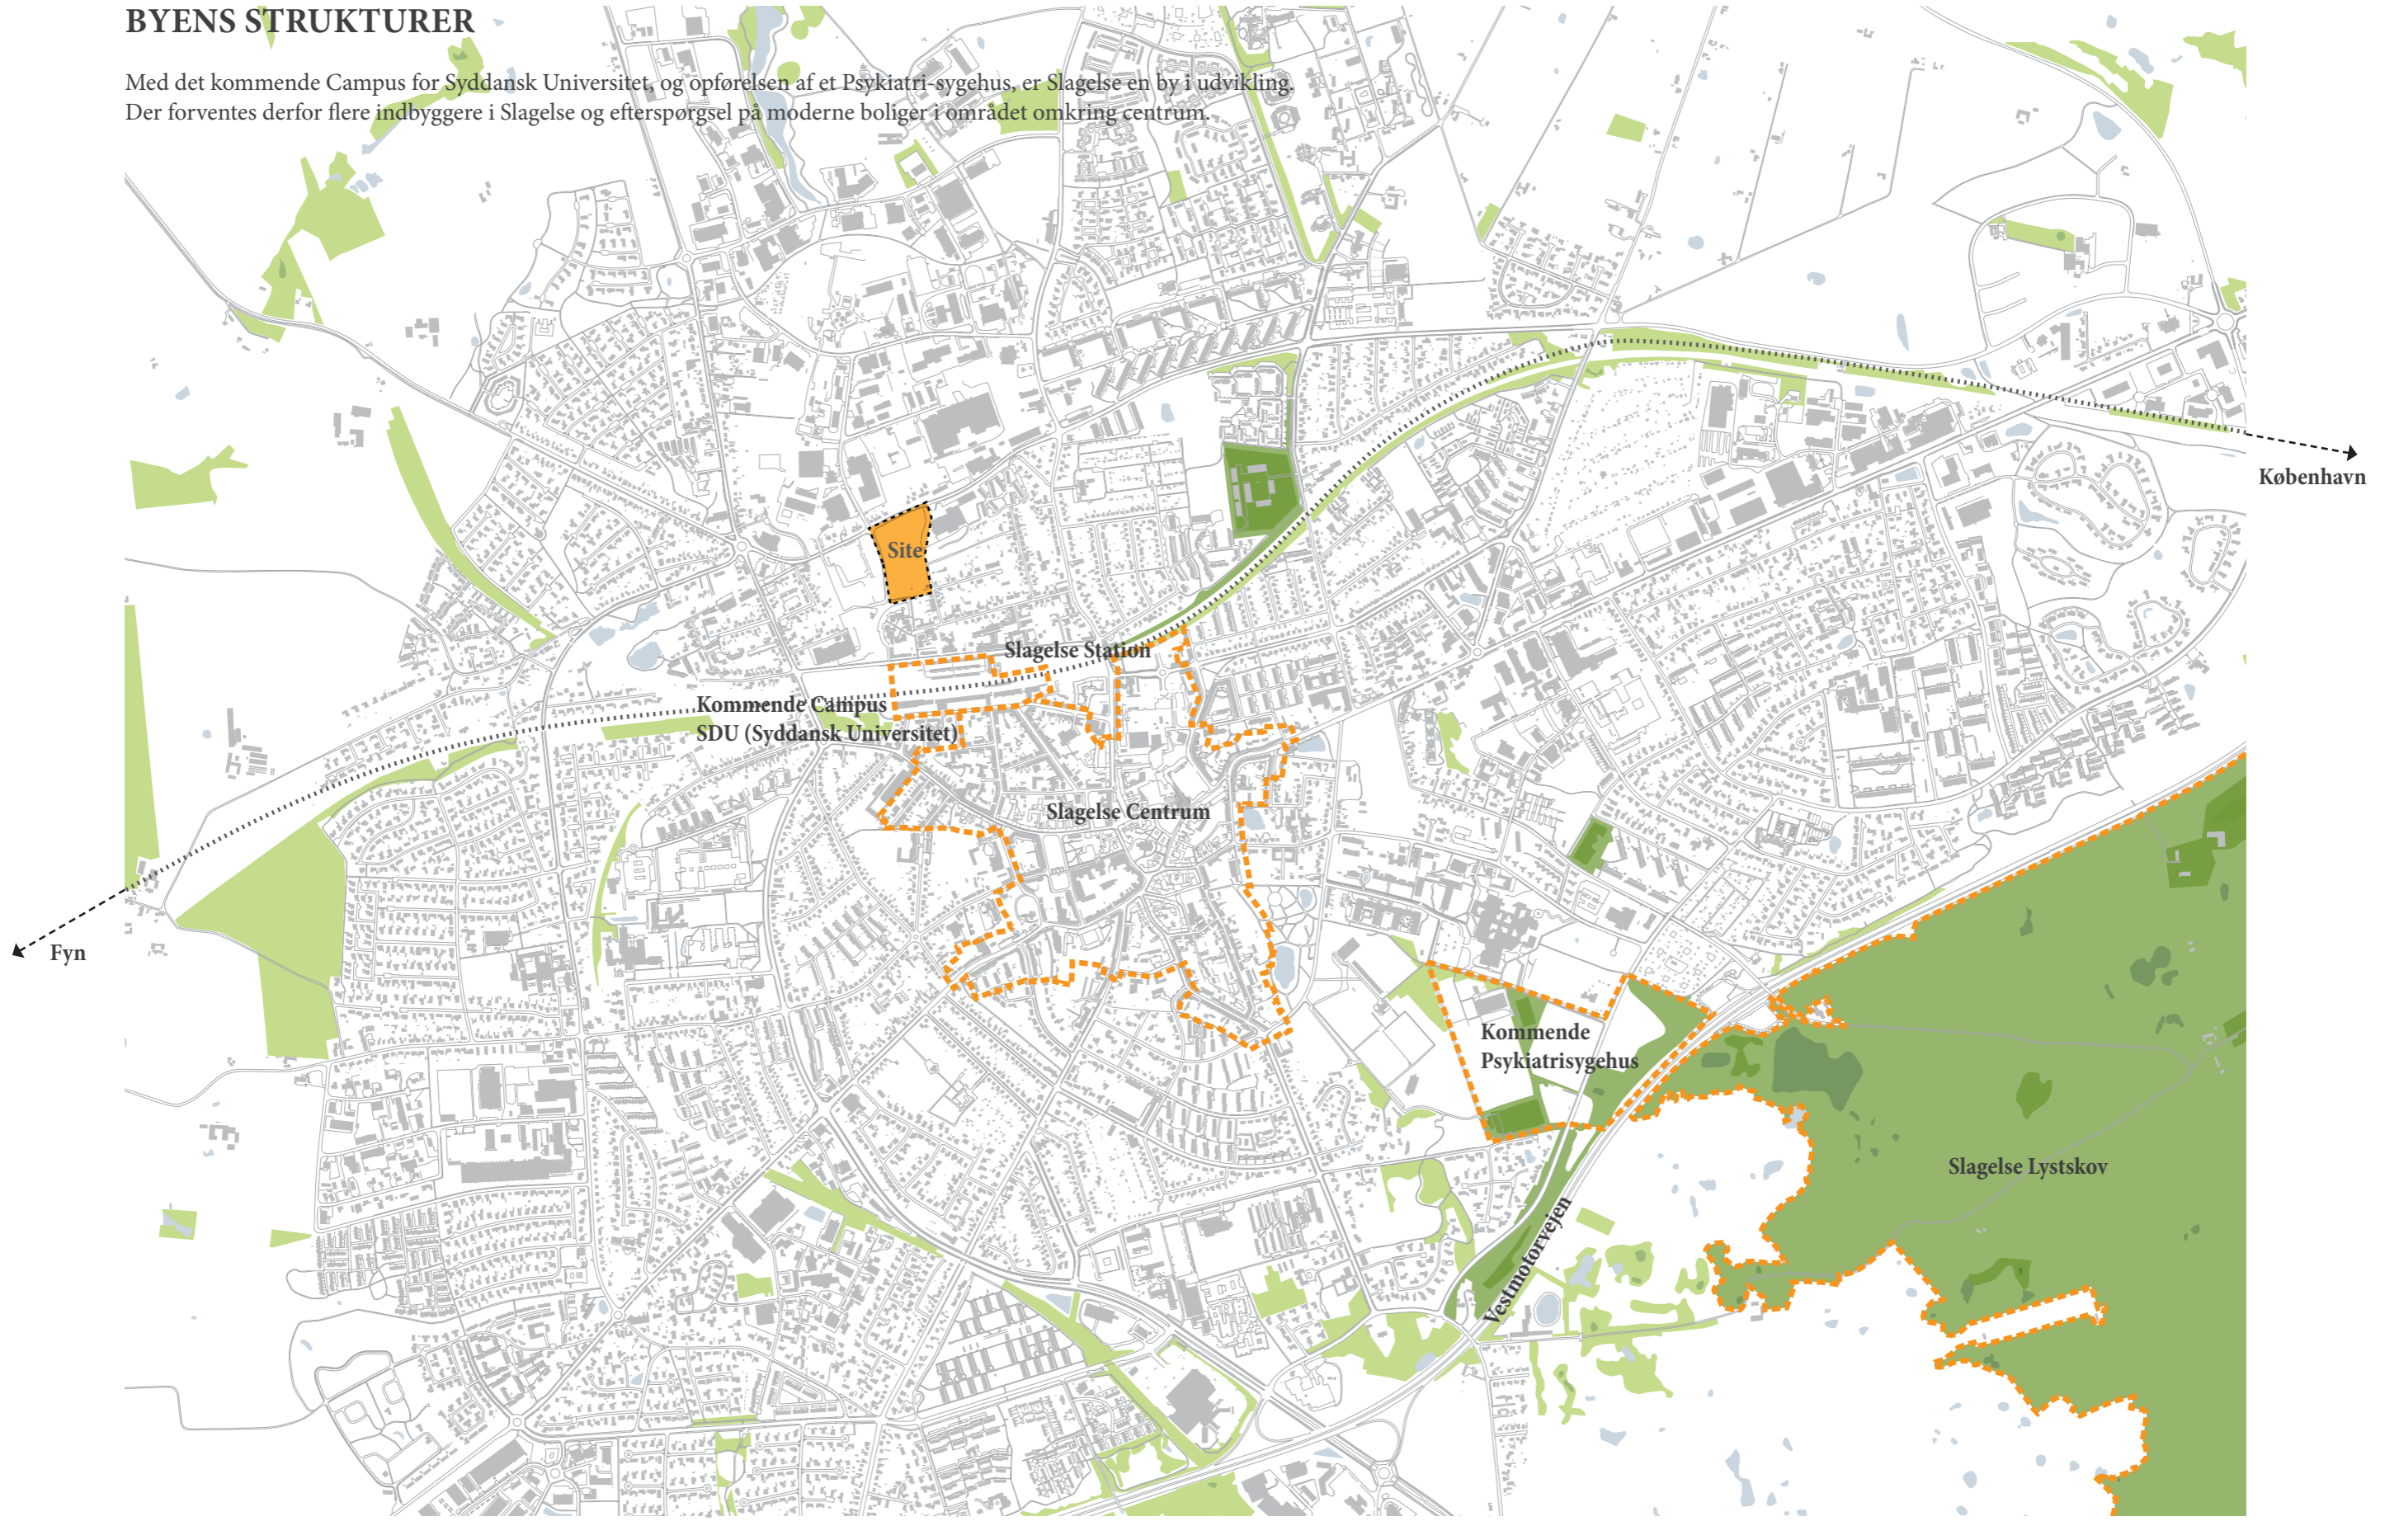 BYENS STRUKTURER
Med det kommende Campus for Syddansk Universitet, og opførelsen af et Psykiatri-sygehus, er Slagelse en by i udvikling.
Der forventes derfor flere indbyggere i Slagelse og efterspørgsel på moderne boliger i området omkring centrum.
København
Site
Slagelse Station
Kommende Campus
SDU (Syddansk Universitet)
Slagelse Centrum
Fyn
Kommende
Psykiatrisygehus
Slagelse Lystskov
Vestmotorvejen